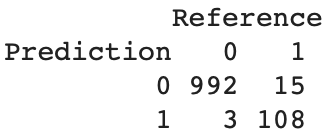 Reference
Prediction 0 1
0 992 15
1 3 108